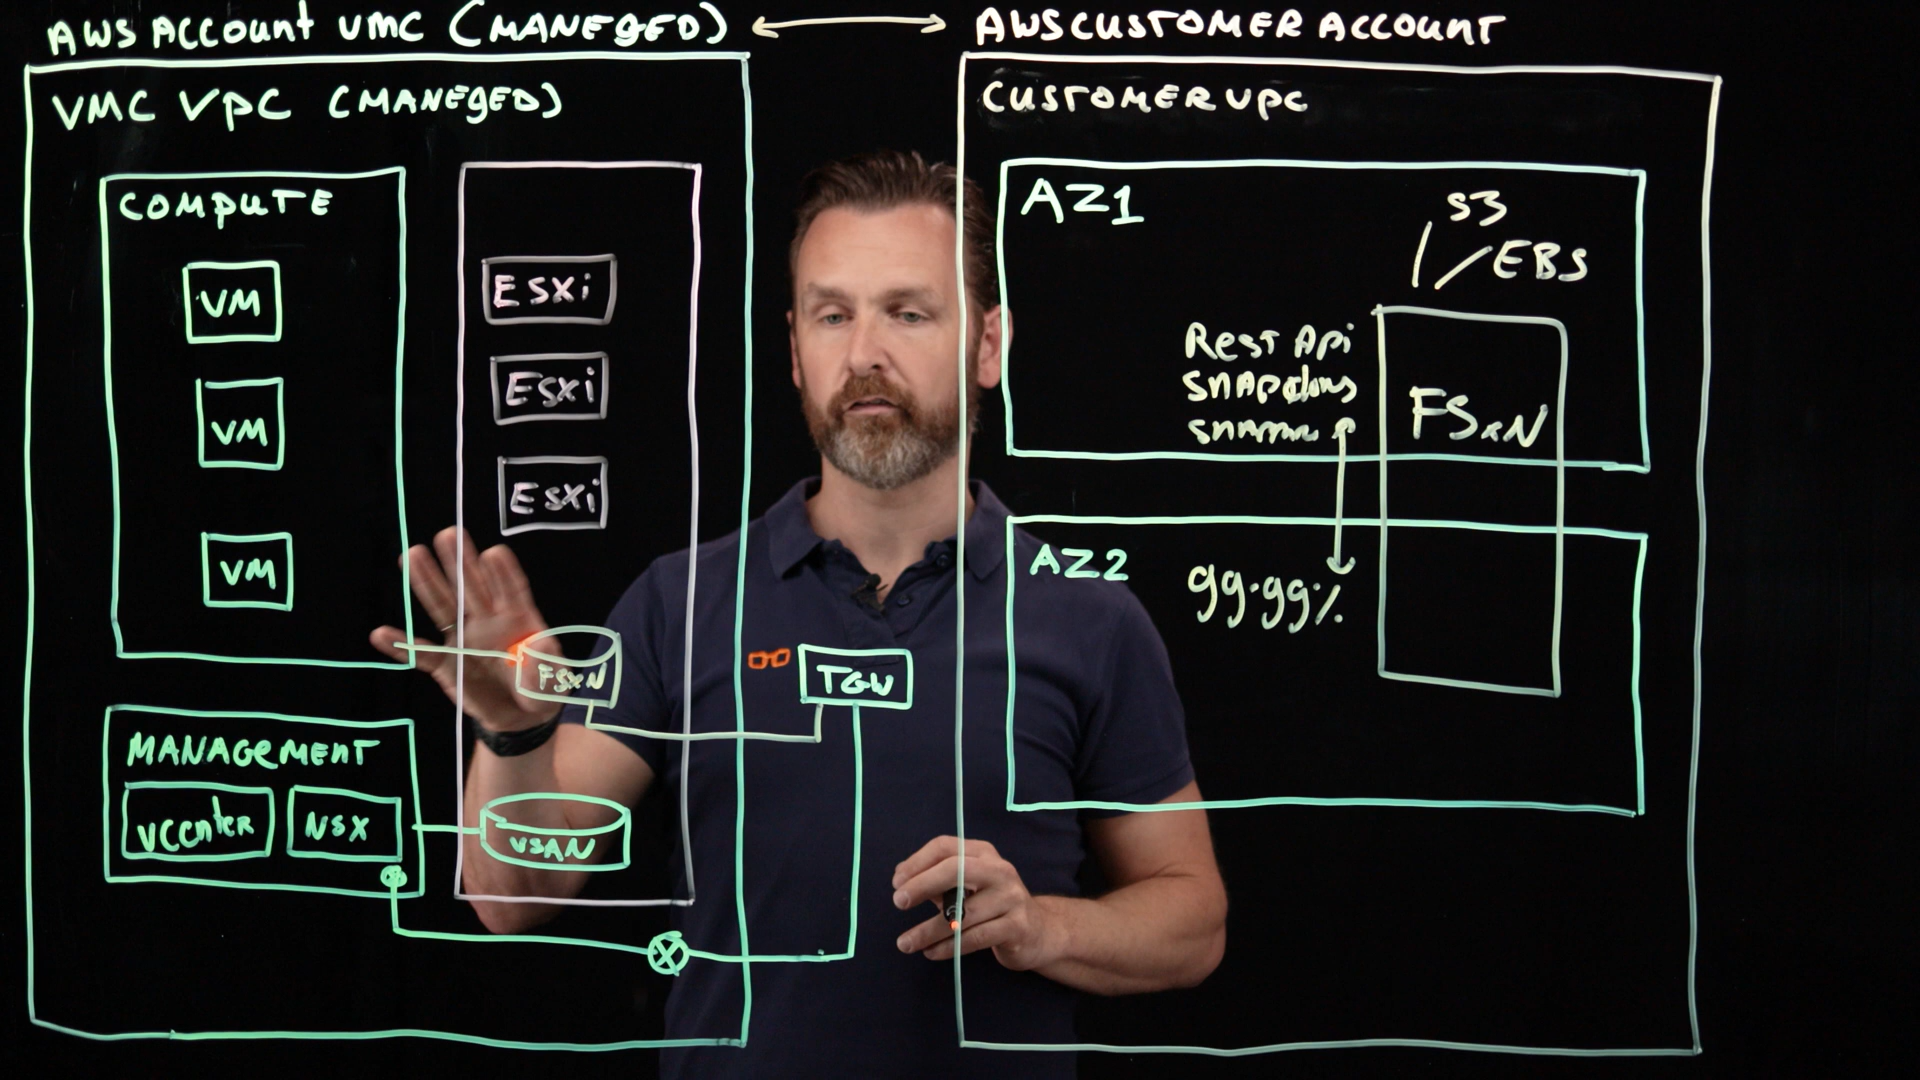 AWS ACCOUNT VMC (MANEGED)
AWS CUSTOMER ACCOUNT
VMC VPC (MANEGED)
COMPUTE
VM
VM
VM
ESXi
ESXi
ESXi
FSxN
MANAGEMENT
VCenter
NSX
VSAN
TGW
CUSTOMER VPC
AZ1
S3
/ / EBS
Rest Api
FSxN
AZ2
99.99%